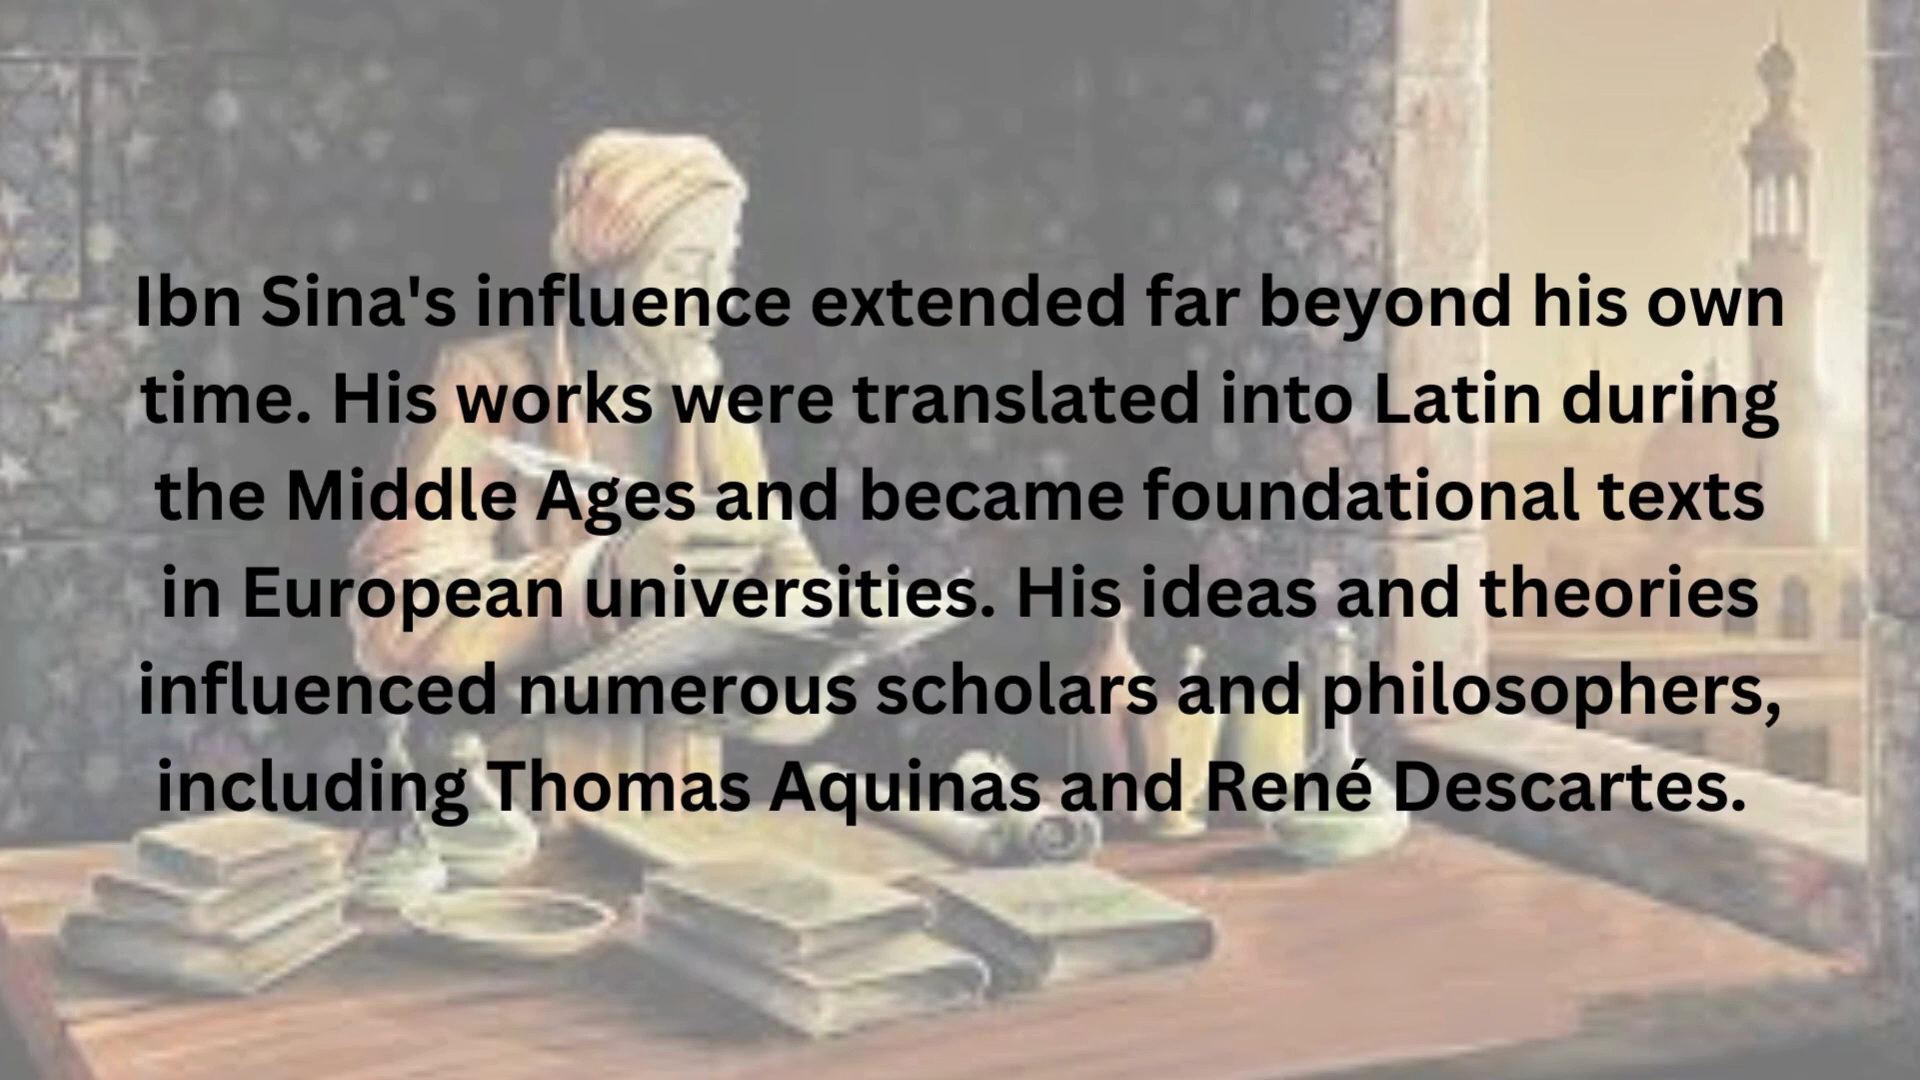 Ibn Sina's influence extended far beyond his own
time. His works were translated into Latin during
the Middle Ages and became foundational texts
in European universities. His ideas and theories
influenced numerous scholars and philosophers,
including Thomas Aquinas and René Descartes.